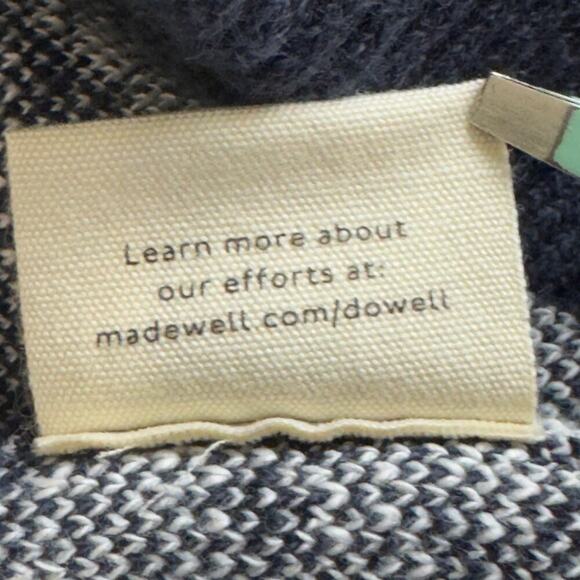 Learn more about
our efforts at:
madewell.com/dowell